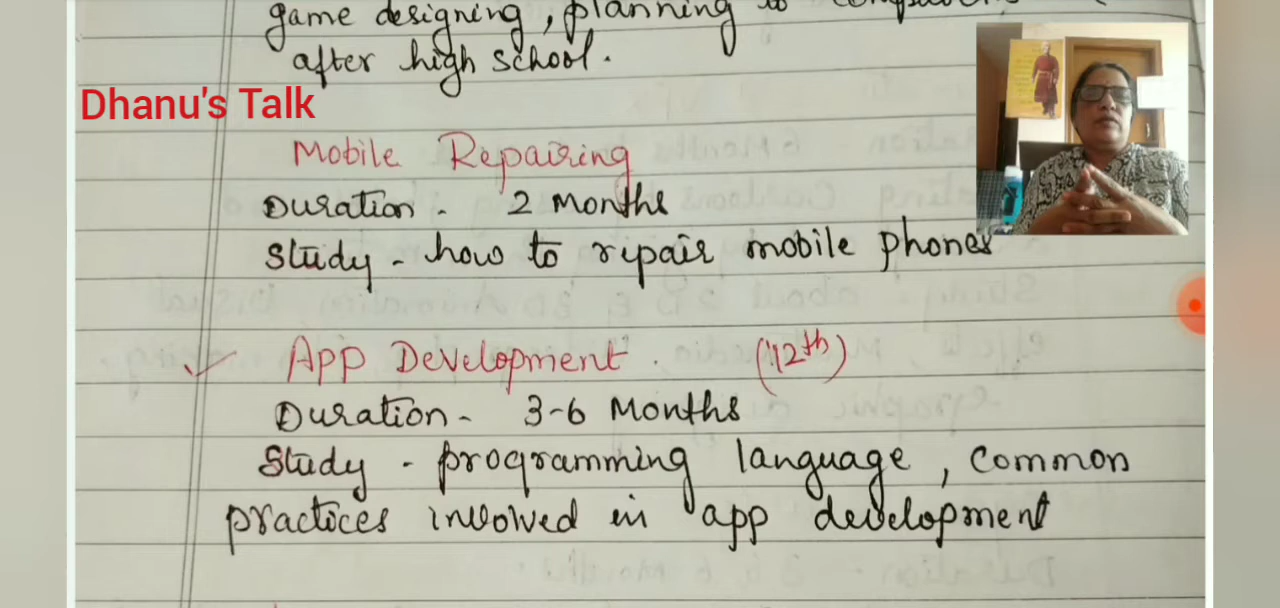 game designing, planning to
after high school.
Dhanu's Talk
Mobile Repairing
Duration - 2 Months
Study - how to repair mobile phones
App Development (12th)
Duration - 3-6 Months
Study - programming language, common
practices involved in app development